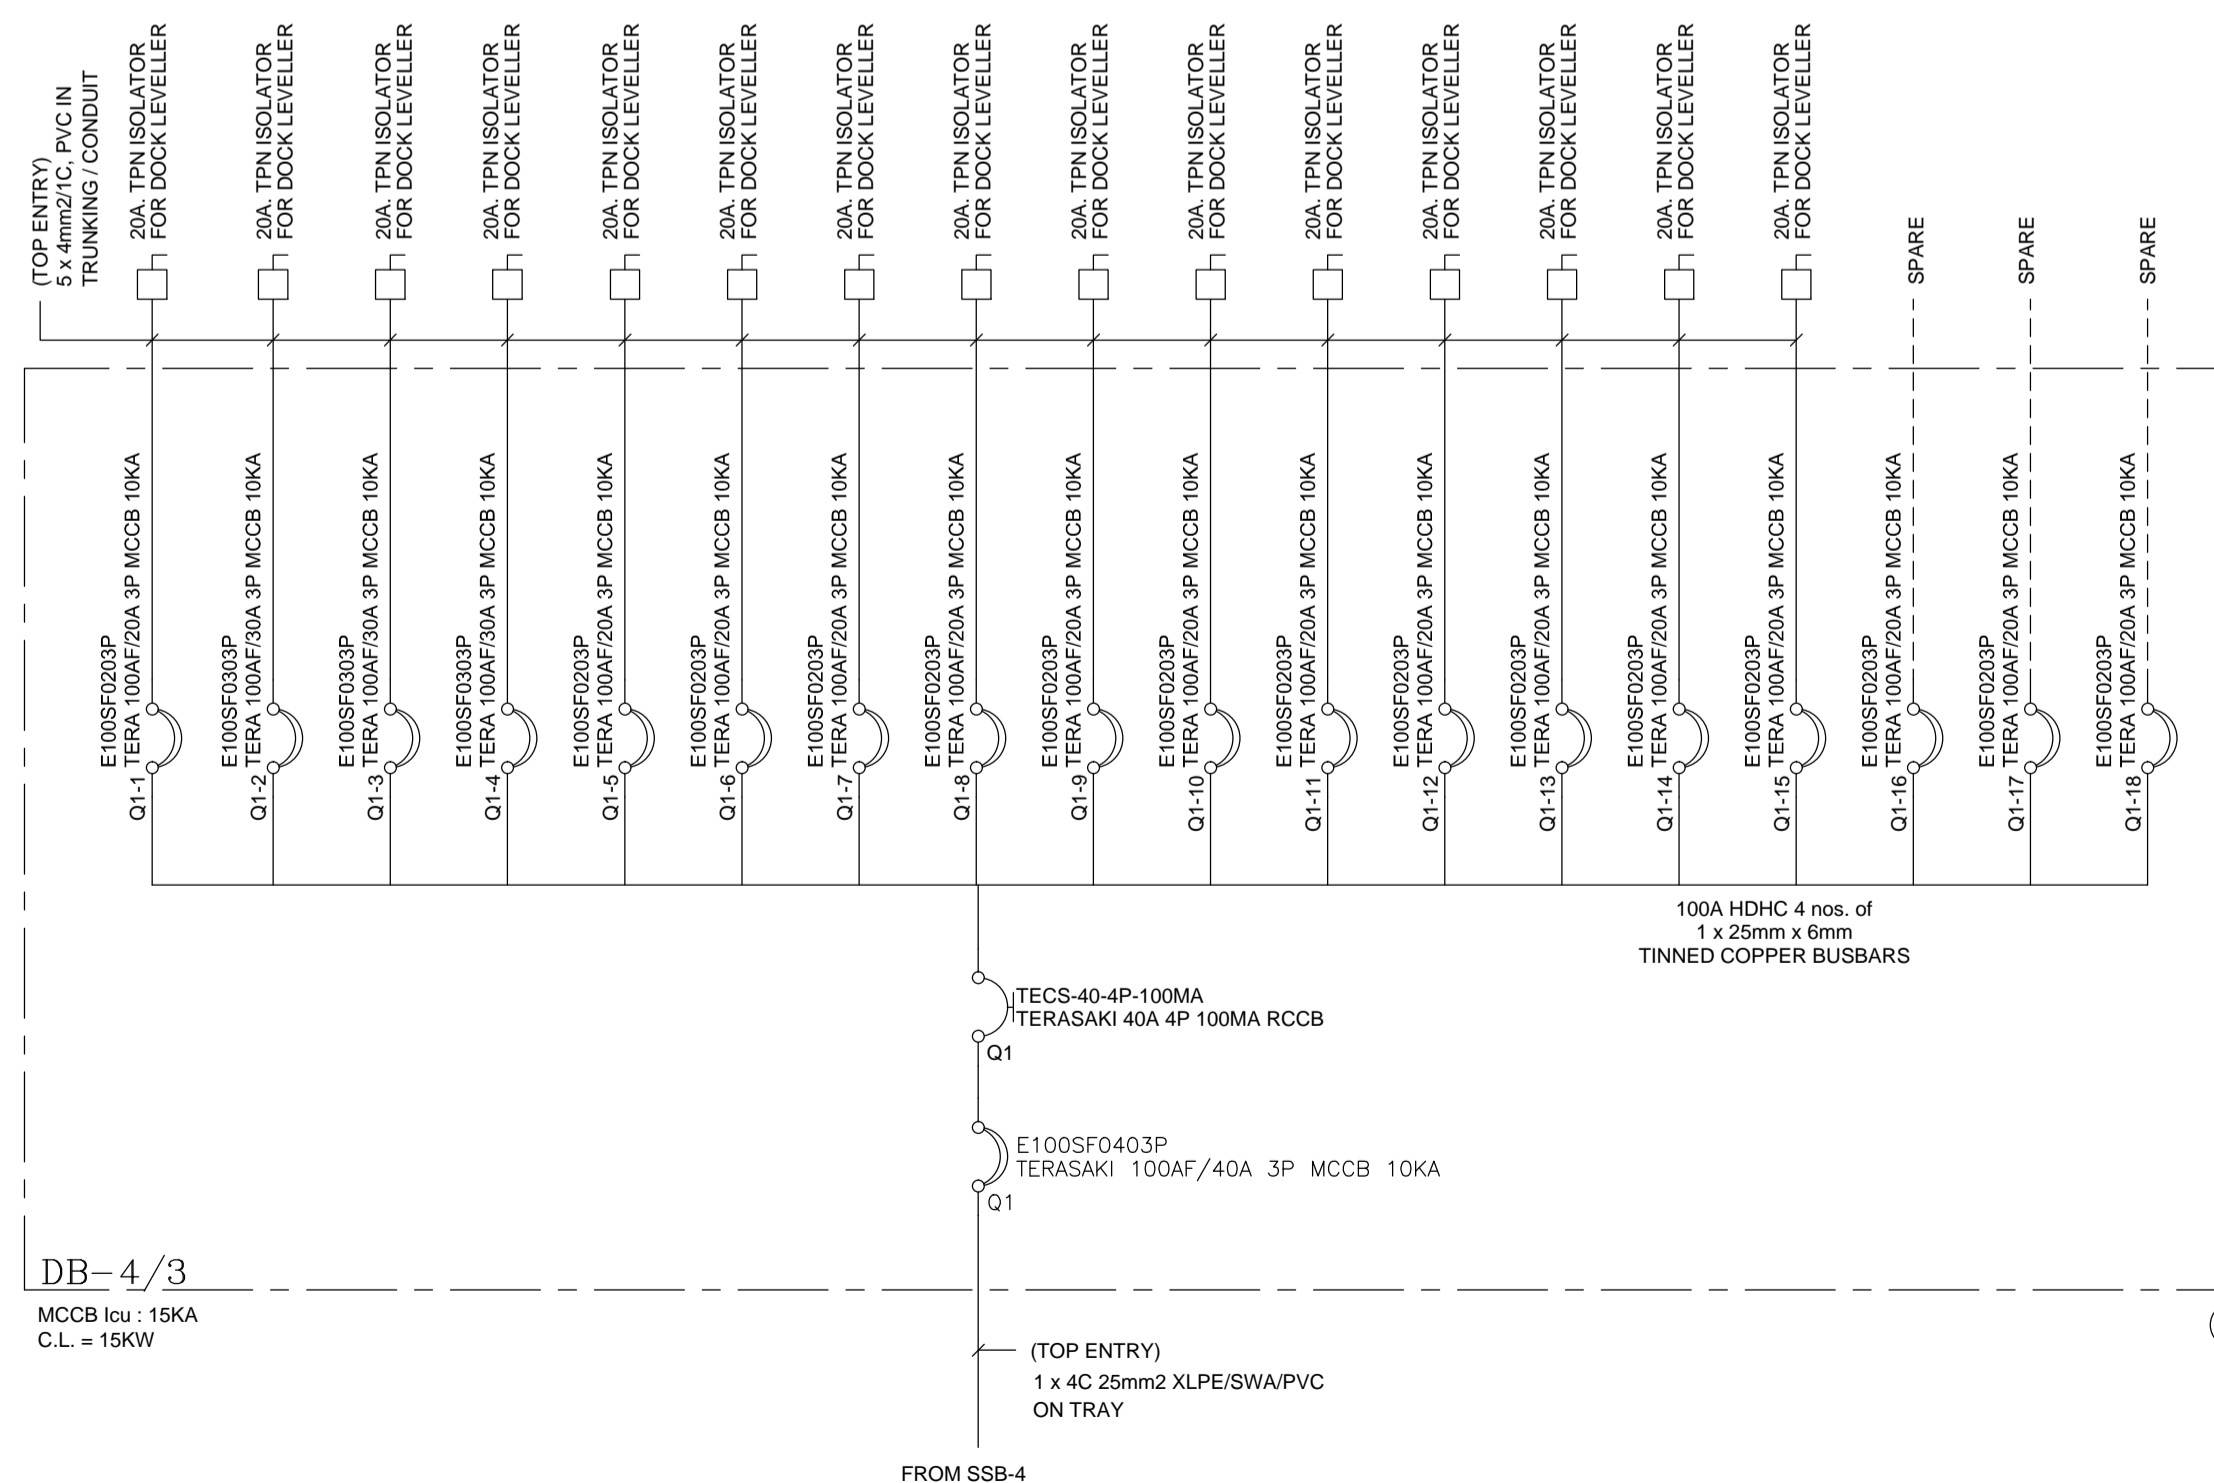 (TOP ENTRY)
5 x 4mm2/1C, PVC IN
TRUNKING / CONDUIT
20A. TPN ISOLATOR
FOR DOCK LEVELLER
20A. TPN ISOLATOR
FOR DOCK LEVELLER
20A. TPN ISOLATOR
FOR DOCK LEVELLER
20A. TPN ISOLATOR
FOR DOCK LEVELLER
20A. TPN ISOLATOR
FOR DOCK LEVELLER
20A. TPN ISOLATOR
FOR DOCK LEVELLER
20A. TPN ISOLATOR
FOR DOCK LEVELLER
20A. TPN ISOLATOR
FOR DOCK LEVELLER
20A. TPN ISOLATOR
FOR DOCK LEVELLER
20A. TPN ISOLATOR
FOR DOCK LEVELLER
20A. TPN ISOLATOR
FOR DOCK LEVELLER
20A. TPN ISOLATOR
FOR DOCK LEVELLER
20A. TPN ISOLATOR
FOR DOCK LEVELLER
20A. TPN ISOLATOR
FOR DOCK LEVELLER
20A. TPN ISOLATOR
FOR DOCK LEVELLER
SPARE
SPARE
SPARE
E100SF0203P
TERA 100AF/20A 3P MCCB 10KA
Q1-1
E100SF0303P
TERA 100AF/30A 3P MCCB 10KA
Q1-2
E100SF0303P
TERA 100AF/30A 3P MCCB 10KA
Q1-3
E100SF0303P
TERA 100AF/30A 3P MCCB 10KA
Q1-4
E100SF0203P
TERA 100AF/20A 3P MCCB 10KA
Q1-5
E100SF0203P
TERA 100AF/20A 3P MCCB 10KA
Q1-6
E100SF0203P
TERA 100AF/20A 3P MCCB 10KA
Q1-7
E100SF0203P
TERA 100AF/20A 3P MCCB 10KA
Q1-8
E100SF0203P
TERA 100AF/20A 3P MCCB 10KA
Q1-9
E100SF0203P
TERA 100AF/20A 3P MCCB 10KA
Q1-10
E100SF0203P
TERA 100AF/20A 3P MCCB 10KA
Q1-11
E100SF0203P
TERA 100AF/20A 3P MCCB 10KA
Q1-12
E100SF0203P
TERA 100AF/20A 3P MCCB 10KA
Q1-13
E100SF0203P
TERA 100AF/20A 3P MCCB 10KA
Q1-14
E100SF0203P
TERA 100AF/20A 3P MCCB 10KA
Q1-15
E100SF0203P
TERA 100AF/20A 3P MCCB 10KA
Q1-16
E100SF0203P
TERA 100AF/20A 3P MCCB 10KA
Q1-17
E100SF0203P
TERA 100AF/20A 3P MCCB 10KA
Q1-18
100A HDHC 4 nos. of
1 x 25mm x 6mm
TINNED COPPER BUSBARS
TECS-40-4P-100MA
TERASAKI 40A 4P 100MA RCCB
Q1
E100SF0403P
TERASAKI 100AF/40A 3P MCCB 10KA
Q1
DB-4/3
MCCB Icu : 15KA
C.L. = 15KW
(TOP ENTRY)
1 x 4C 25mm2 XLPE/SWA/PVC
ON TRAY
FROM SSB-4